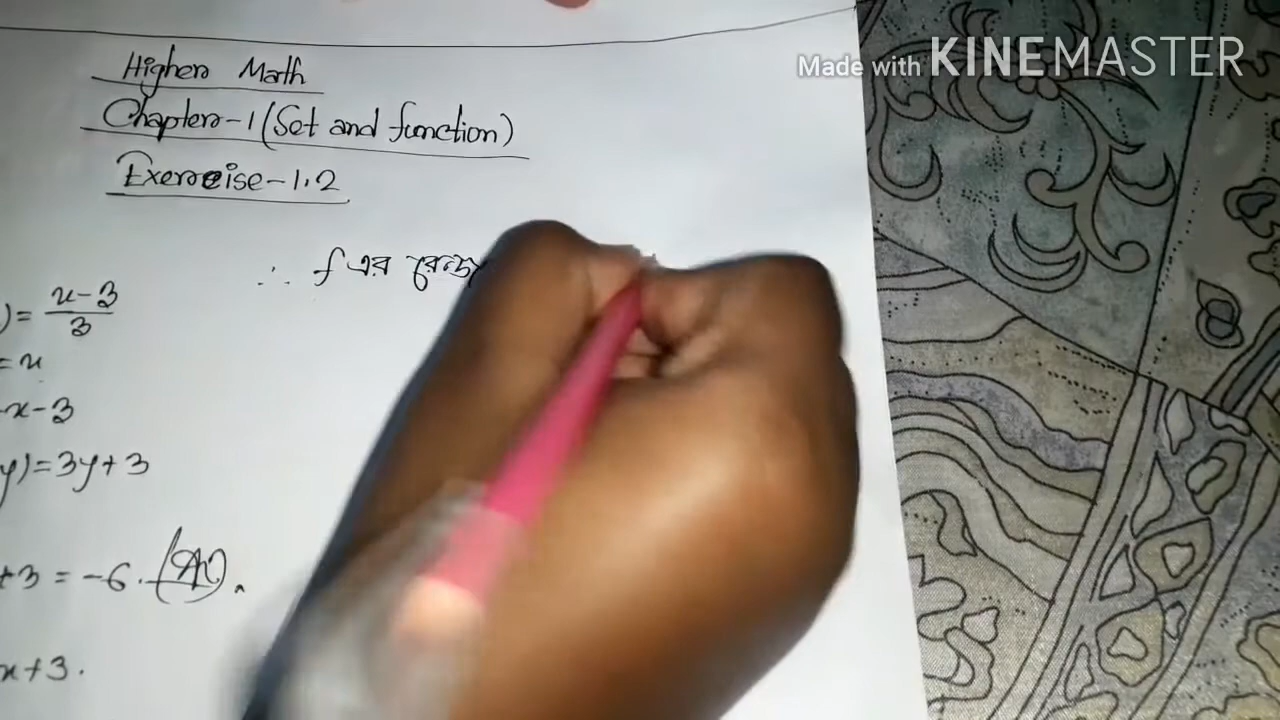 Made with KINEMASTER
Higher Math
Chapter-1 (Set and function)
Exercise-1.2
∴ f এর রেঞ্জ
) = x-3/3
= x
x-3
y) = 3y+3
+3 = -6.
x+3.